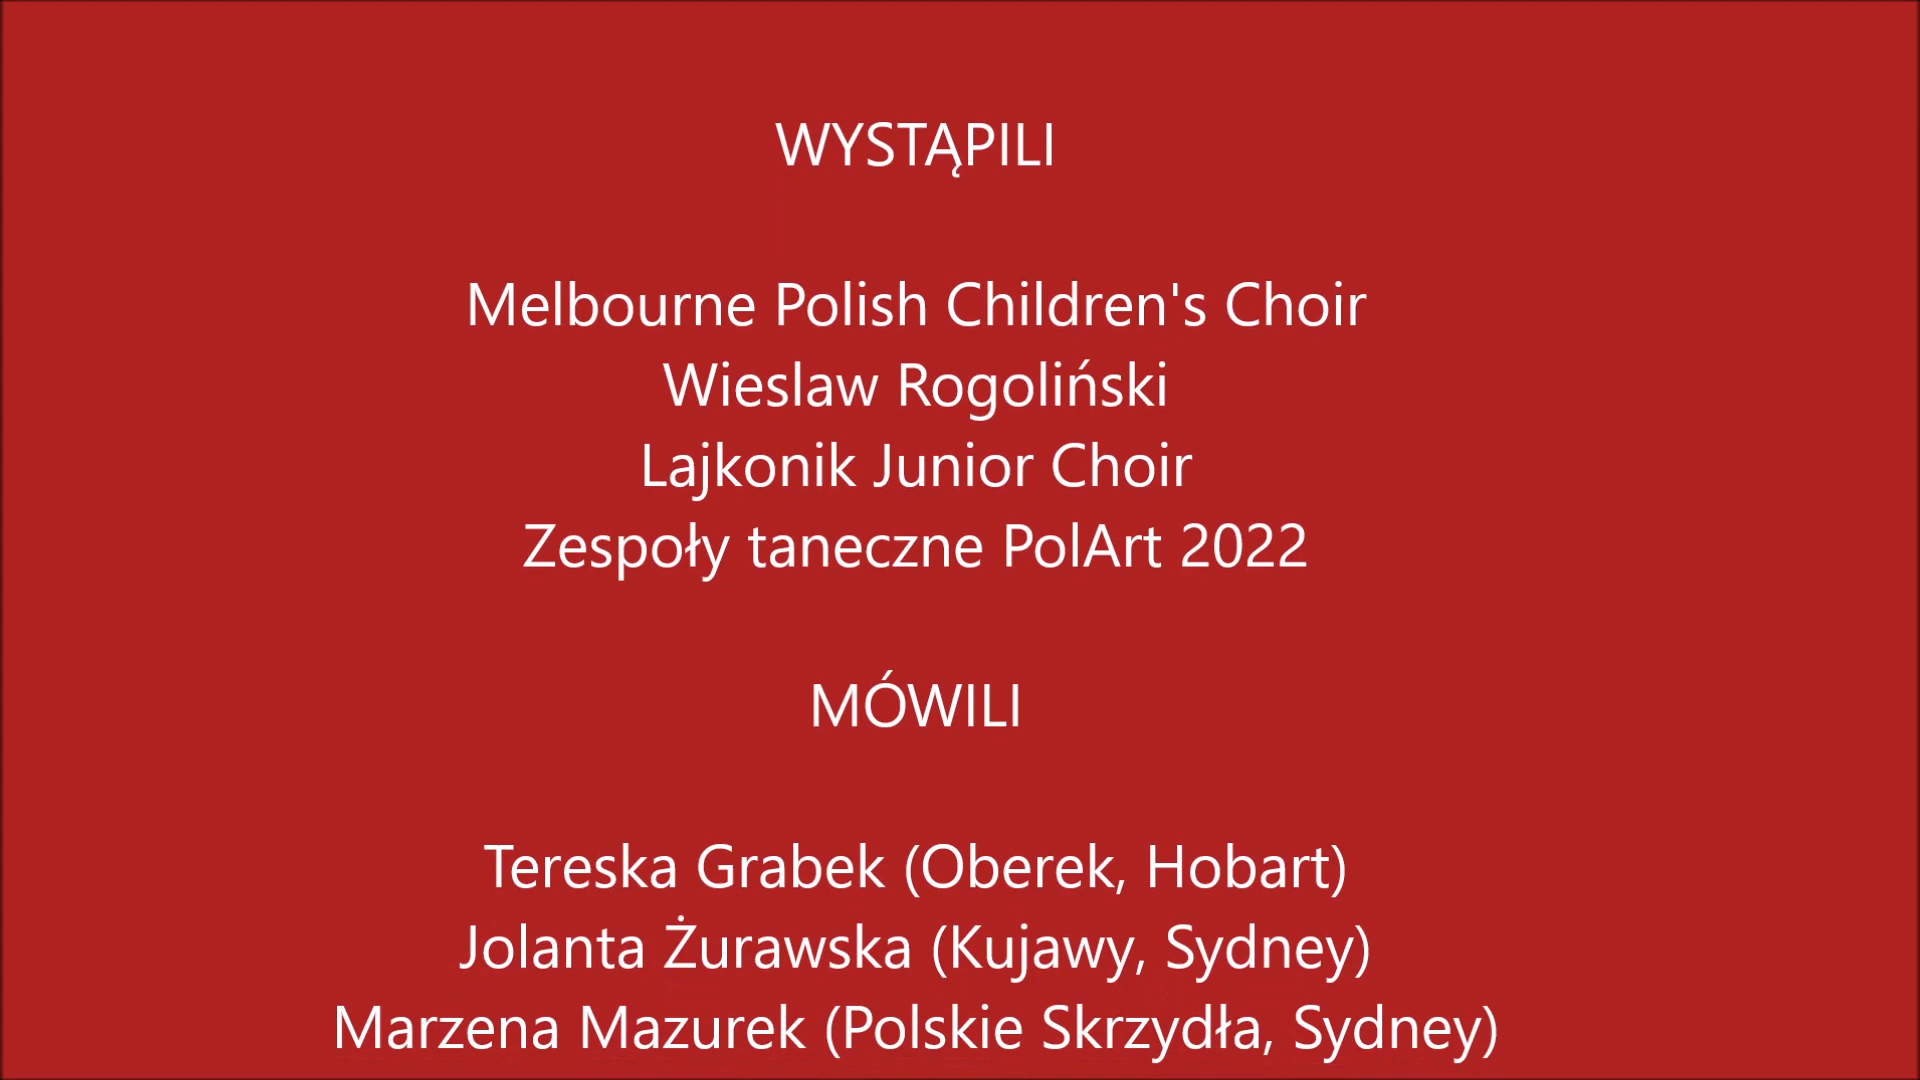 WYSTĄPILI
Melbourne Polish Children's Choir
Wieslaw Rogoliński
Lajkonik Junior Choir
Zespoły taneczne PolArt 2022
MÓWILI
Tereska Grabek (Oberek, Hobart)
Jolanta Żurawska (Kujawy, Sydney)
Marzena Mazurek (Polskie Skrzydła, Sydney)